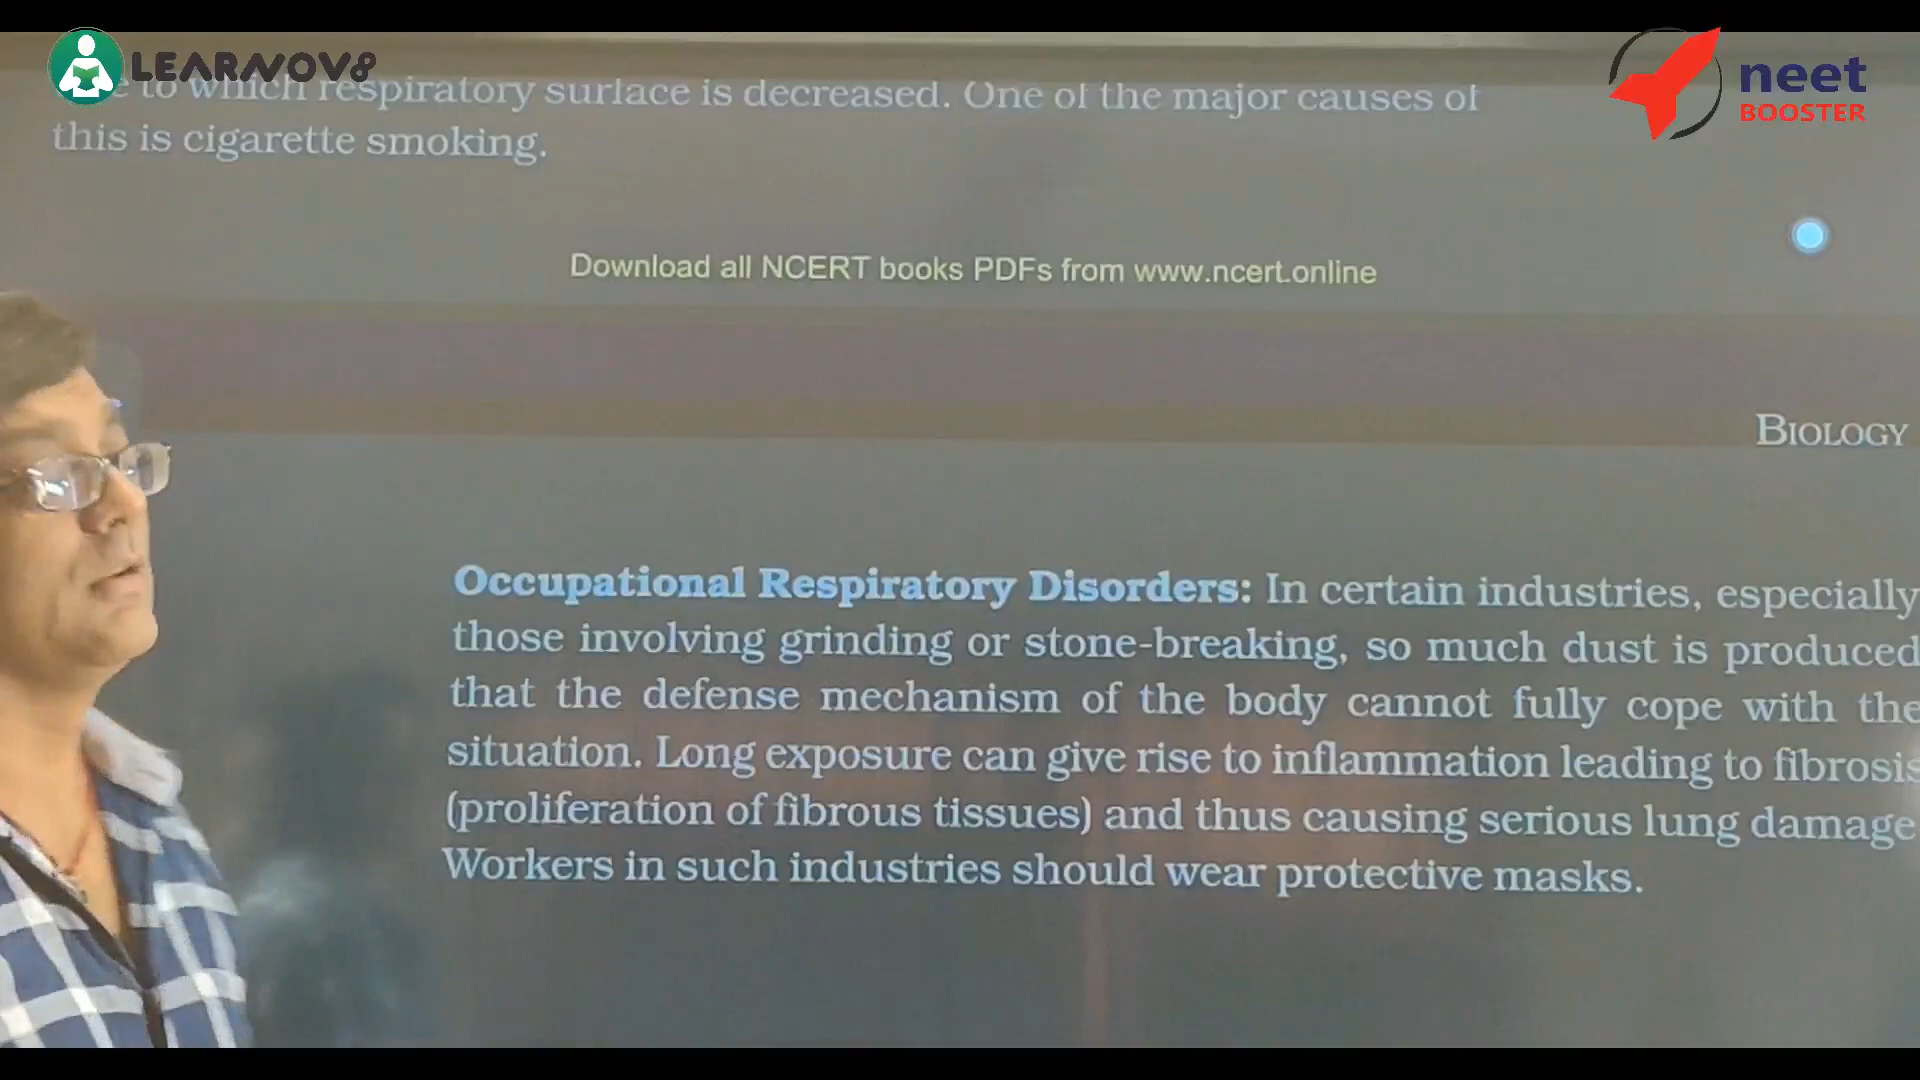 LEARNOV8
neet
BOOSTER
to which respiratory surface is decreased. One of the major causes of
this is cigarette smoking.
Download all NCERT books PDFs from www.ncert.online
BIOLOGY
Occupational Respiratory Disorders: In certain industries, especially
those involving grinding or stone-breaking, so much dust is produced
that the defense mechanism of the body cannot fully cope with the
situation. Long exposure can give rise to inflammation leading to fibrosis
(proliferation of fibrous tissues) and thus causing serious lung damage
Workers in such industries should wear protective masks.